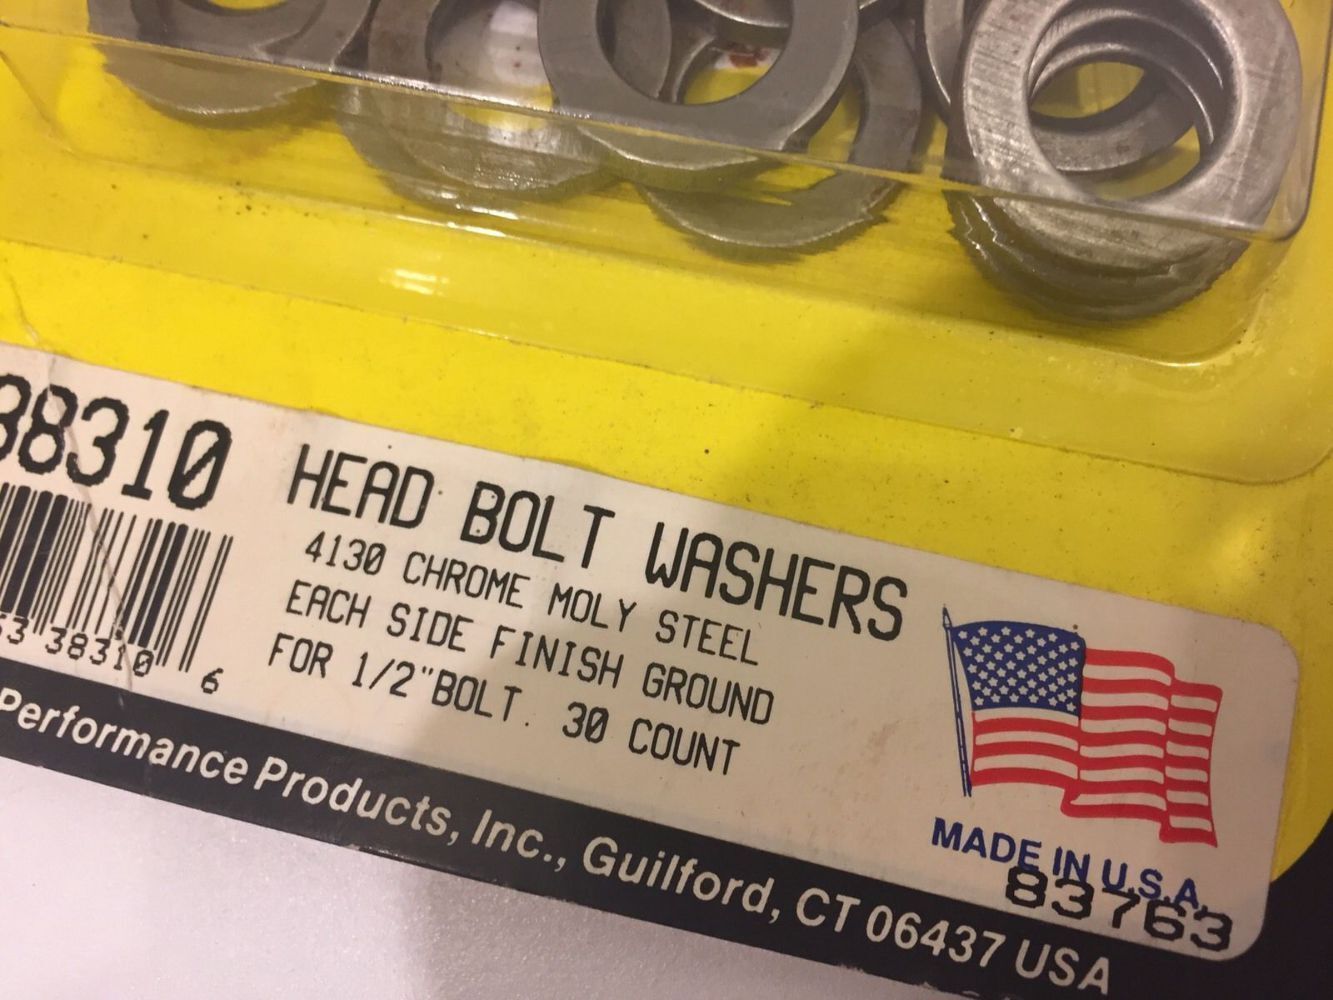 38310
HEAD BOLT WASHERS
4130 CHROME MOLY STEEL
EACH SIDE FINISH GROUND
FOR 1/2"BOLT. 30 COUNT
38310 6
MADE IN U.S.A.
83763
Performance Products, Inc., Guilford, CT 06437 USA